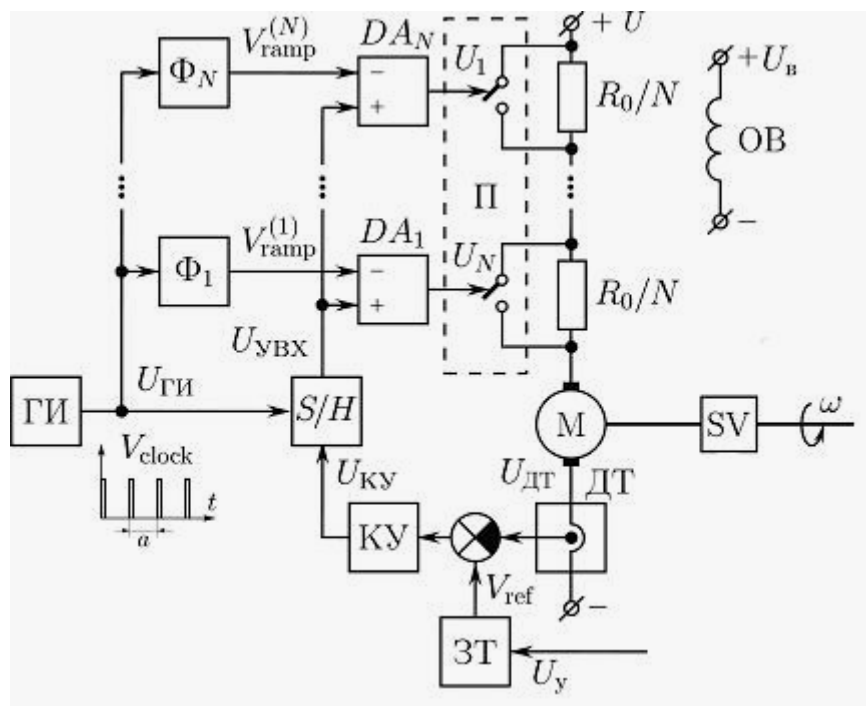 Φ_N
V_ramp^(N)
DA_N
−
+
U_1
+ U
R_0/N
+U_в
ОВ
−
П
Φ_1
V_ramp^(1)
DA_1
−
+
U_N
R_0/N
U_УВХ
ГИ
U_ГИ
S/H
М
SV
ω
V_clock
t
a
U_КУ
КУ
U_ДТ
ДТ
V_ref
−
ЗТ
U_у